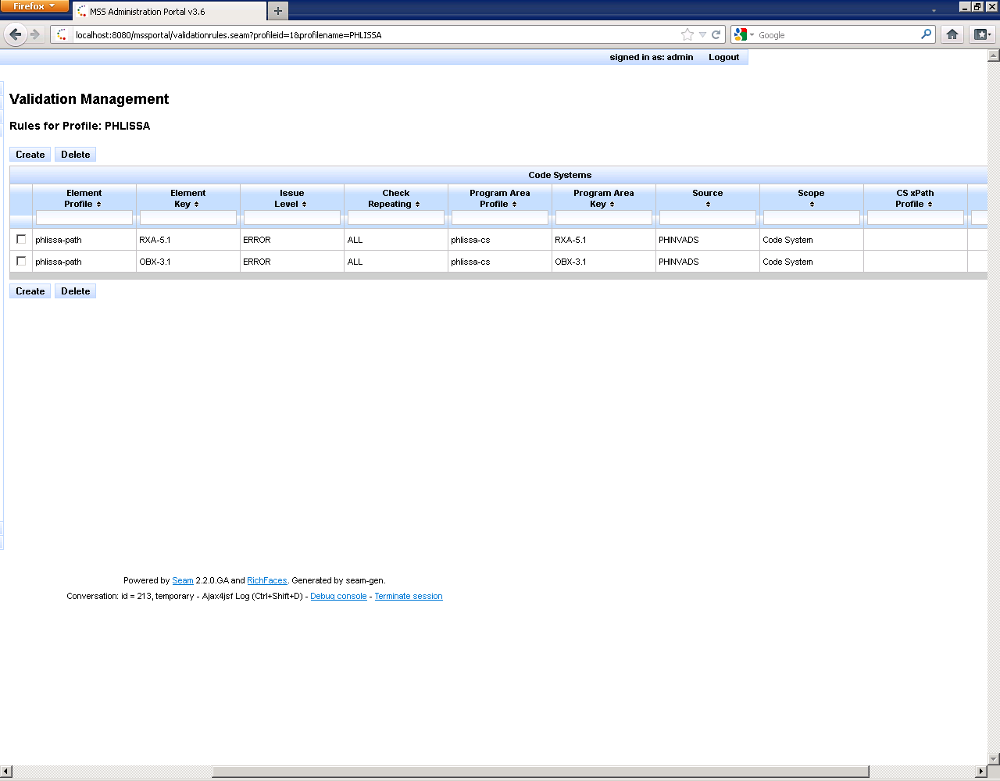 Firefox
MSS Administration Portal v3.6
localhost:8080/mssportal/validationrules.seam?profileid=1&profilename=PHLISSA
Google
signed in as: admin Logout
Validation Management
Rules for Profile: PHLISSA
Create Delete
Code Systems
Element Profile Element Key Issue Level Check Repeating Program Area Profile Program Area Key Source Scope CS xPath Profile
phlissa-path RXA-5.1 ERROR ALL phlissa-cs RXA-5.1 PHINVADS Code System
phlissa-path OBX-3.1 ERROR ALL phlissa-cs OBX-3.1 PHINVADS Code System
Create Delete
Powered by Seam 2.2.0.GA and RichFaces. Generated by seam-gen.
Conversation: id = 213, temporary - Ajax4jsf Log (Ctrl+Shift+D) - Debug console - Terminate session